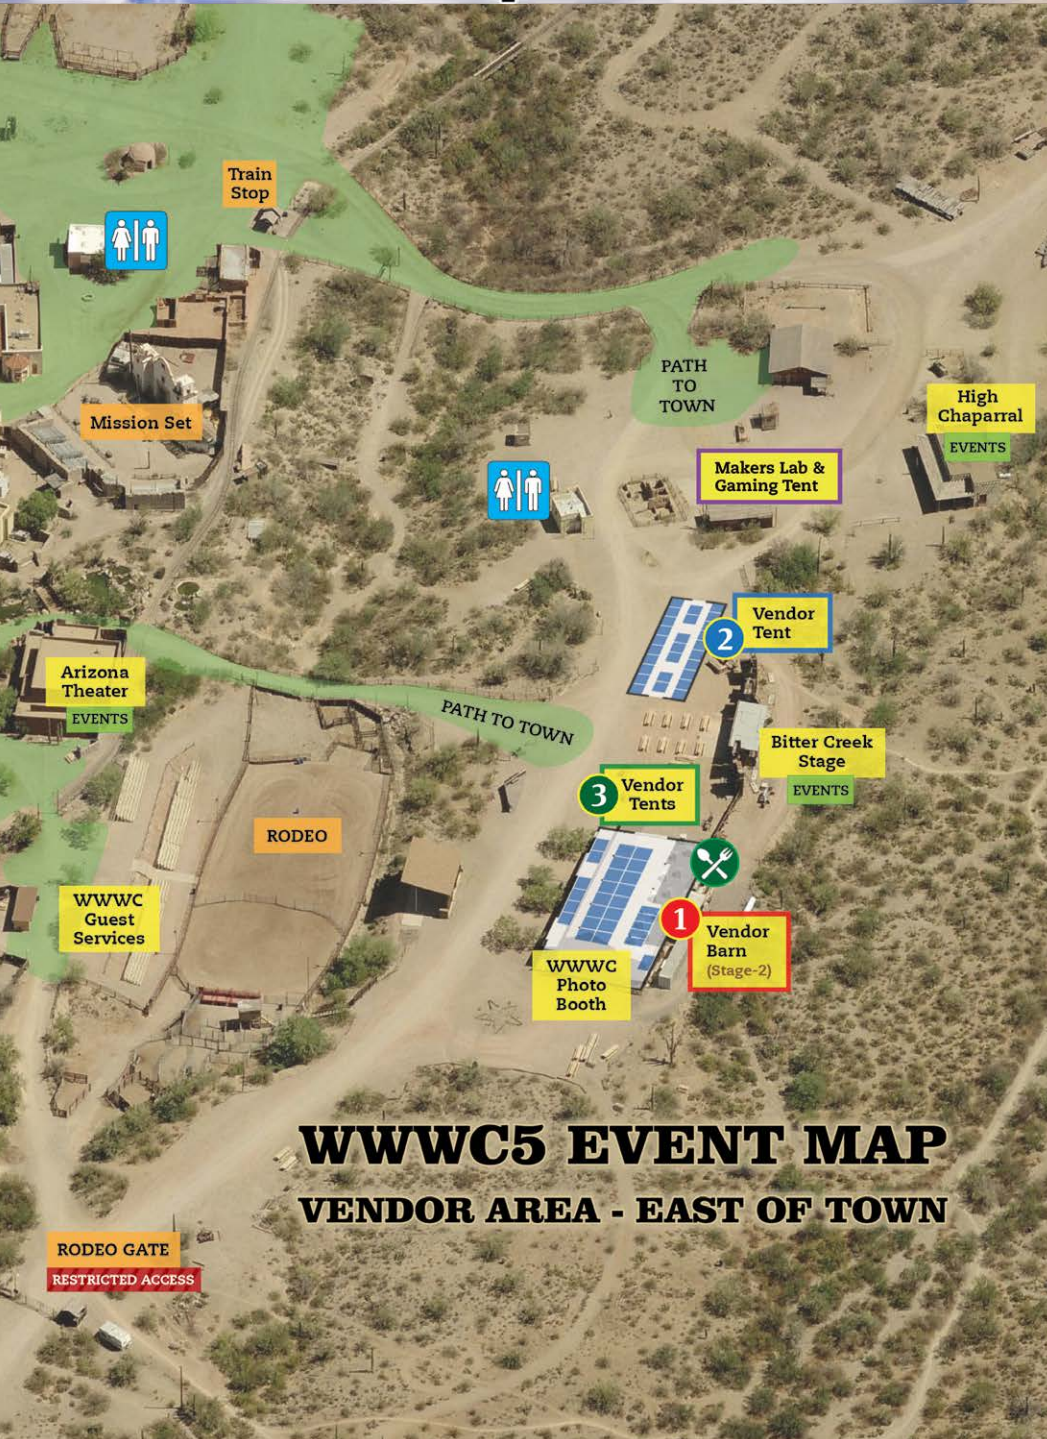 Train
Stop
Mission Set
PATH
TO
TOWN
High
Chaparral
EVENTS
Makers Lab &
Gaming Tent
2
Vendor
Tent
Arizona
Theater
EVENTS
PATH TO TOWN
Bitter Creek
Stage
EVENTS
3
Vendor
Tents
RODEO
WWWC
Guest
Services
1
Vendor
Barn
(Stage-2)
WWWC
Photo
Booth
WWWC5 EVENT MAP
VENDOR AREA - EAST OF TOWN
RODEO GATE
RESTRICTED ACCESS